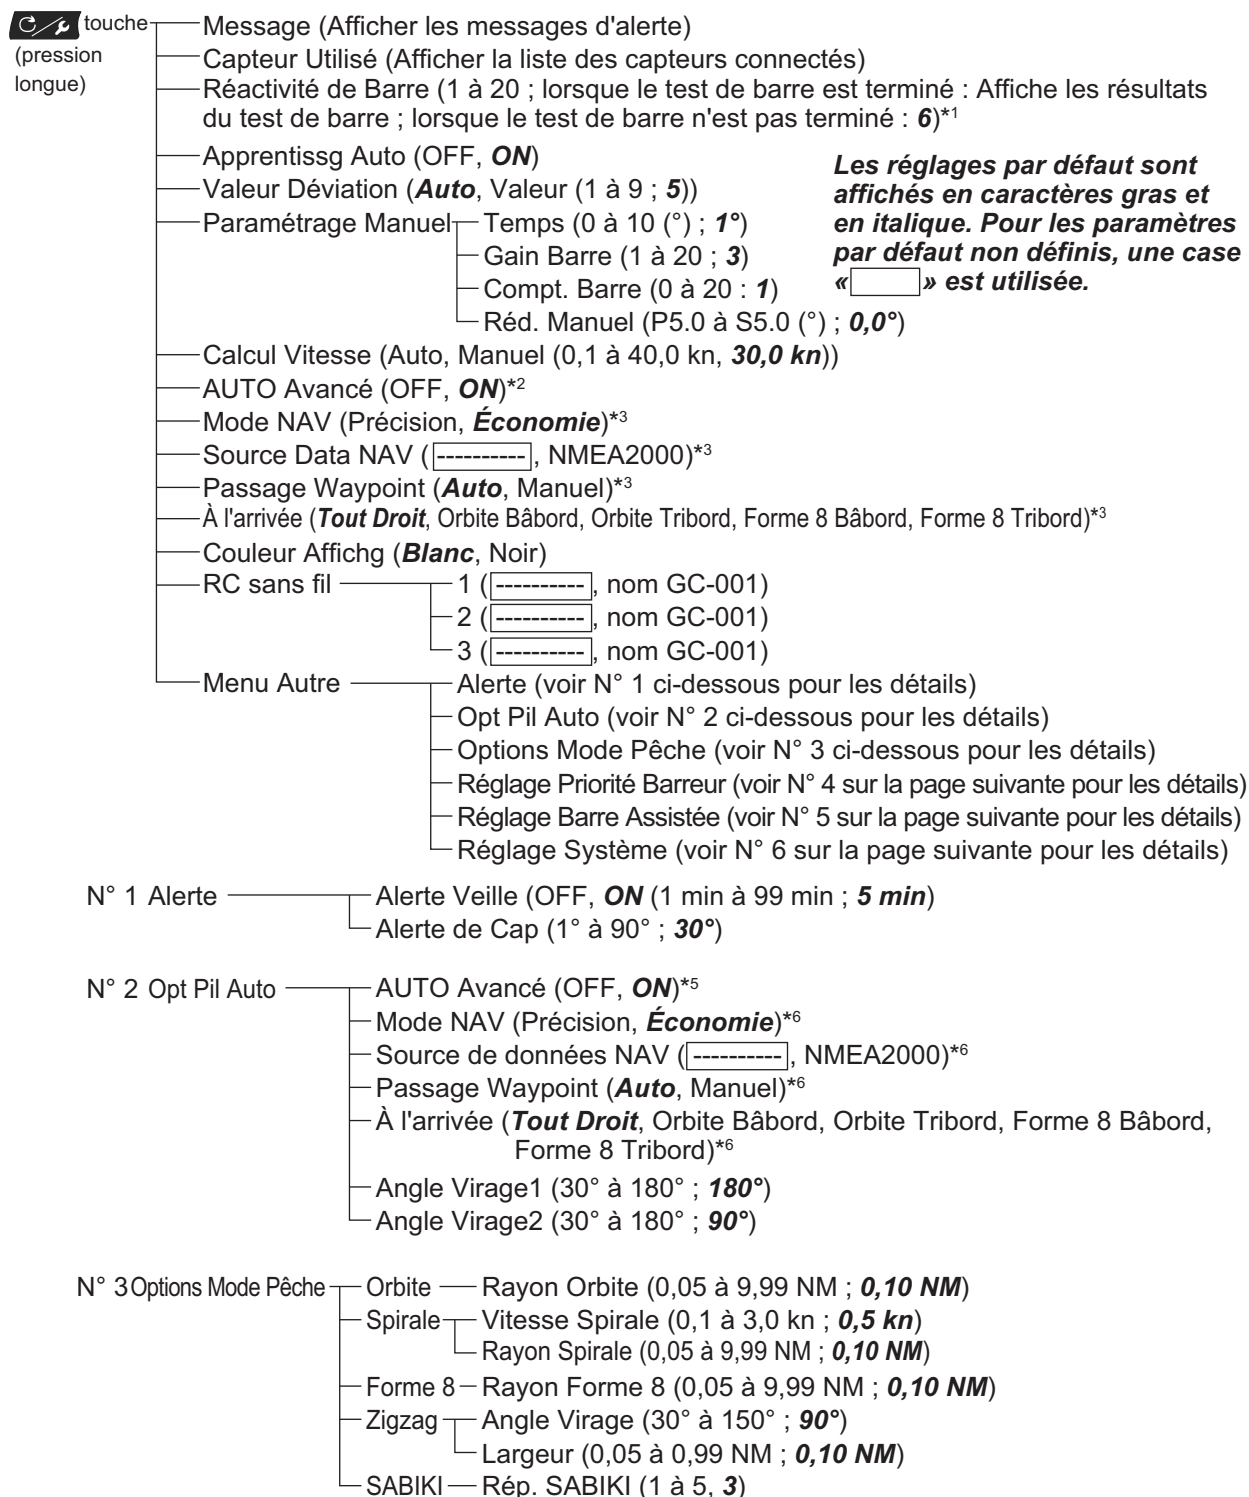 touche
(pression
longue)
Message (Afficher les messages d'alerte)
Capteur Utilisé (Afficher la liste des capteurs connectés)
Réactivité de Barre (1 à 20 ; lorsque le test de barre est terminé : Affiche les résultats
du test de barre ; lorsque le test de barre n'est pas terminé : 6)*1
Apprentissg Auto (OFF, ON)
Valeur Déviation (Auto, Valeur (1 à 9 ; 5))
Les réglages par défaut sont
affichés en caractères gras et
en italique. Pour les paramètres
par défaut non définis, une case
« » est utilisée.
Paramétrage Manuel
Temps (0 à 10 (°) ; 1°)
Gain Barre (1 à 20 ; 3)
Compt. Barre (0 à 20 : 1)
Réd. Manuel (P5.0 à S5.0 (°) ; 0,0°)
Calcul Vitesse (Auto, Manuel (0,1 à 40,0 kn, 30,0 kn))
AUTO Avancé (OFF, ON)*2
Mode NAV (Précision, Économie)*3
Source Data NAV (----------, NMEA2000)*3
Passage Waypoint (Auto, Manuel)*3
À l'arrivée (Tout Droit, Orbite Bâbord, Orbite Tribord, Forme 8 Bâbord, Forme 8 Tribord)*3
Couleur Affichg (Blanc, Noir)
RC sans fil
1 (----------, nom GC-001)
2 (----------, nom GC-001)
3 (----------, nom GC-001)
Menu Autre
Alerte (voir N° 1 ci-dessous pour les détails)
Opt Pil Auto (voir N° 2 ci-dessous pour les détails)
Options Mode Pêche (voir N° 3 ci-dessous pour les détails)
Réglage Priorité Barreur (voir N° 4 sur la page suivante pour les détails)
Réglage Barre Assistée (voir N° 5 sur la page suivante pour les détails)
Réglage Système (voir N° 6 sur la page suivante pour les détails)
N° 1 Alerte
Alerte Veille (OFF, ON (1 min à 99 min ; 5 min)
Alerte de Cap (1° à 90° ; 30°)
N° 2 Opt Pil Auto
AUTO Avancé (OFF, ON)*5
Mode NAV (Précision, Économie)*6
Source de données NAV (----------, NMEA2000)*6
Passage Waypoint (Auto, Manuel)*6
À l'arrivée (Tout Droit, Orbite Bâbord, Orbite Tribord, Forme 8 Bâbord,
Forme 8 Tribord)*6
Angle Virage1 (30° à 180° ; 180°)
Angle Virage2 (30° à 180° ; 90°)
N° 3 Options Mode Pêche
Orbite
Rayon Orbite (0,05 à 9,99 NM ; 0,10 NM)
Spirale
Vitesse Spirale (0,1 à 3,0 kn ; 0,5 kn)
Rayon Spirale (0,05 à 9,99 NM ; 0,10 NM)
Forme 8
Rayon Forme 8 (0,05 à 9,99 NM ; 0,10 NM)
Zigzag
Angle Virage (30° à 150° ; 90°)
Largeur (0,05 à 0,99 NM ; 0,10 NM)
SABIKI
Rép. SABIKI (1 à 5, 3)